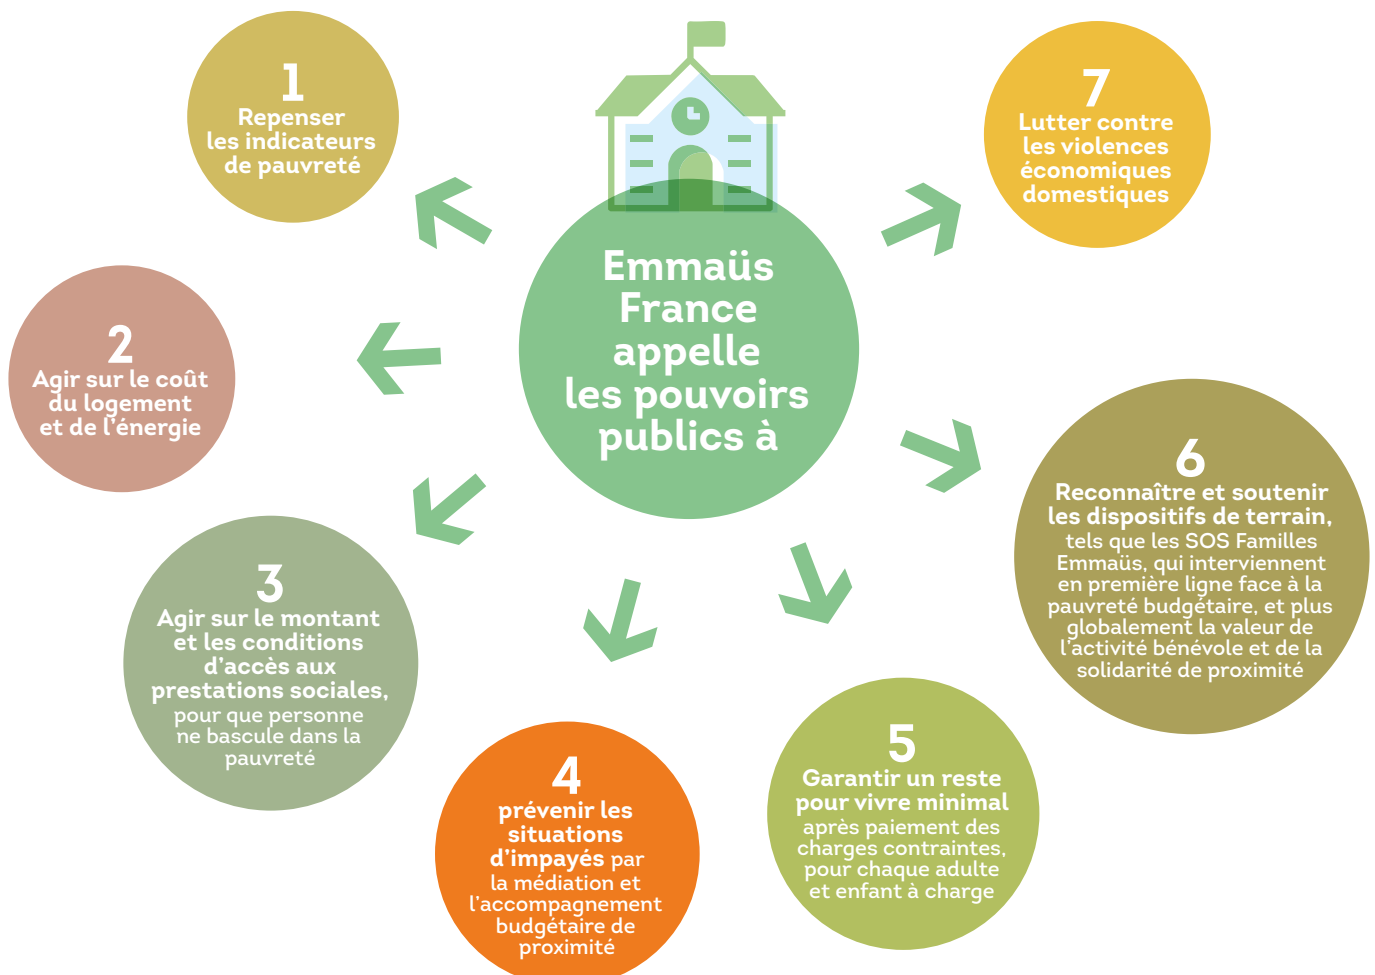 Emmaüs
France
appelle
les pouvoirs
publics à
1
Repenser
les indicateurs
de pauvreté
2
Agir sur le coût
du logement
et de l'énergie
3
Agir sur le montant
et les conditions
d'accès aux
prestations sociales,
pour que personne
ne bascule dans la
pauvreté
4
prévenir les
situations
d'impayés par
la médiation et
l'accompagnement
budgétaire de
proximité
5
Garantir un reste
pour vivre minimal
après paiement des
charges contraintes,
pour chaque adulte
et enfant à charge
6
Reconnaître et soutenir
les dispositifs de terrain,
tels que les SOS Familles
Emmaüs, qui interviennent
en première ligne face à la
pauvreté budgétaire, et plus
globalement la valeur de
l'activité bénévole et de la
solidarité de proximité
7
Lutter contre
les violences
économiques
domestiques